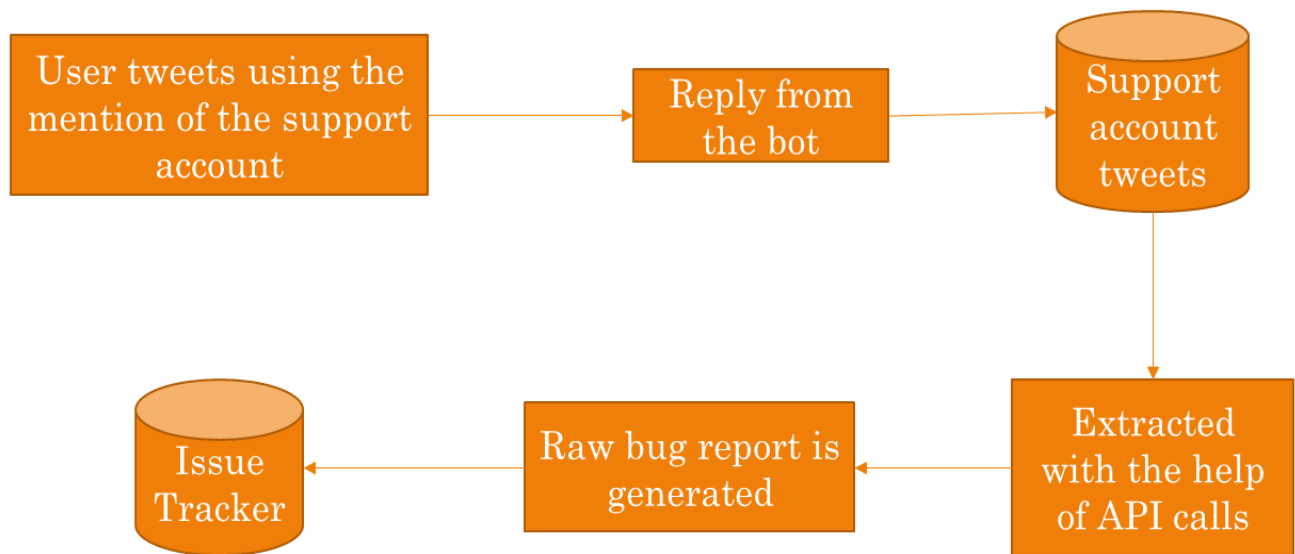 User tweets using the
mention of the support
account
Reply from
the bot
Support
account
tweets
Extracted
with the help
of API calls
Raw bug report is
generated
Issue
Tracker